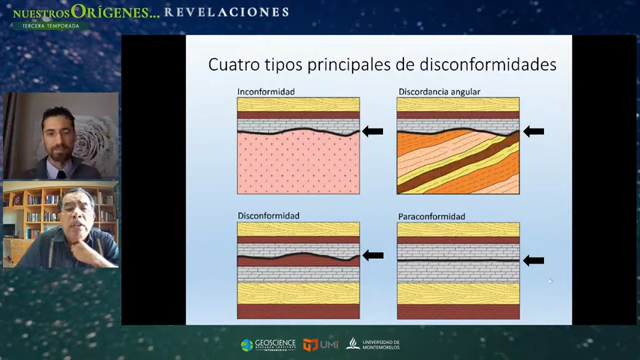 NUESTROS ORÍGENES... REVELACIONES
TERCERA TEMPORADA
Cuatro tipos principales de disconformidades
Inconformidad
Discordancia angular
Disconformidad
Paraconformidad
GEOSCIENCE
UMI
UNIVERSIDAD DE
MONTEMORELOS